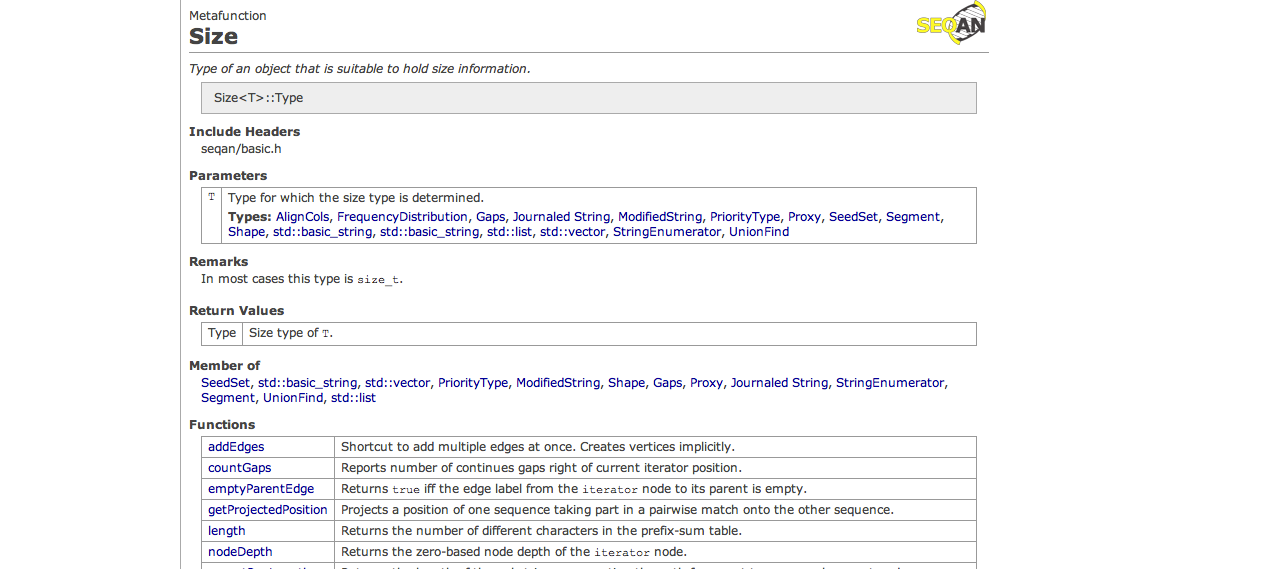 Metafunction
Size
SEQAN
Type of an object that is suitable to hold size information.
Size<T>::Type
Include Headers
seqan/basic.h
Parameters
T Type for which the size type is determined.
Types: AlignCols, FrequencyDistribution, Gaps, Journaled String, ModifiedString, PriorityType, Proxy, SeedSet, Segment,
Shape, std::basic_string, std::basic_string, std::list, std::vector, StringEnumerator, UnionFind
Remarks
In most cases this type is size_t.
Return Values
Type Size type of T.
Member of
SeedSet, std::basic_string, std::vector, PriorityType, ModifiedString, Shape, Gaps, Proxy, Journaled String, StringEnumerator,
Segment, UnionFind, std::list
Functions
addEdges Shortcut to add multiple edges at once. Creates vertices implicitly.
countGaps Reports number of continues gaps right of current iterator position.
emptyParentEdge Returns true iff the edge label from the iterator node to its parent is empty.
getProjectedPosition Projects a position of one sequence taking part in a pairwise match onto the other sequence.
length Returns the number of different characters in the prefix-sum table.
nodeDepth Returns the zero-based node depth of the iterator node.